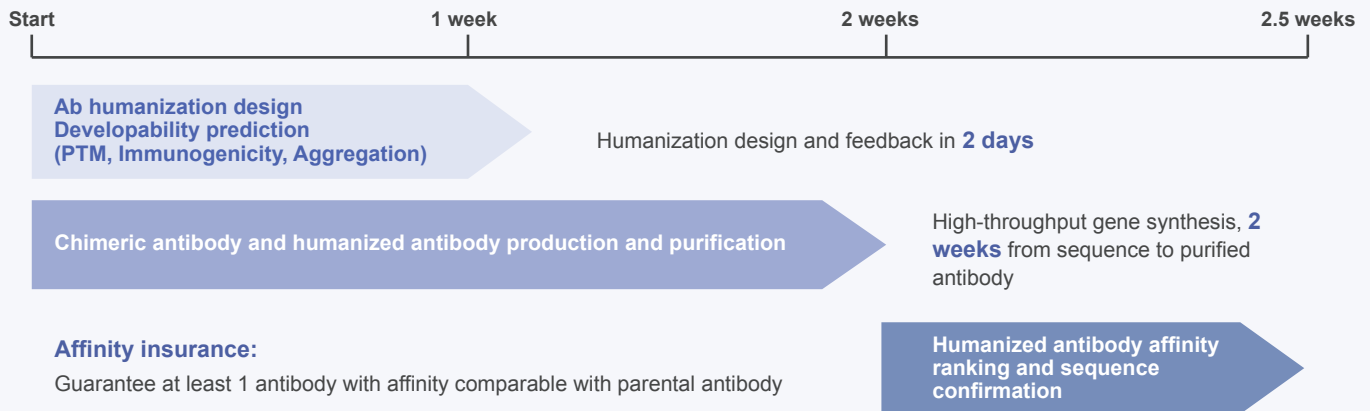 Start
1 week
2 weeks
2.5 weeks
Ab humanization design
Developability prediction
(PTM, Immunogenicity, Aggregation)
Humanization design and feedback in 2 days
Chimeric antibody and humanized antibody production and purification
High-throughput gene synthesis, 2
weeks from sequence to purified
antibody
Affinity insurance:
Guarantee at least 1 antibody with affinity comparable with parental antibody
Humanized antibody affinity
ranking and sequence
confirmation